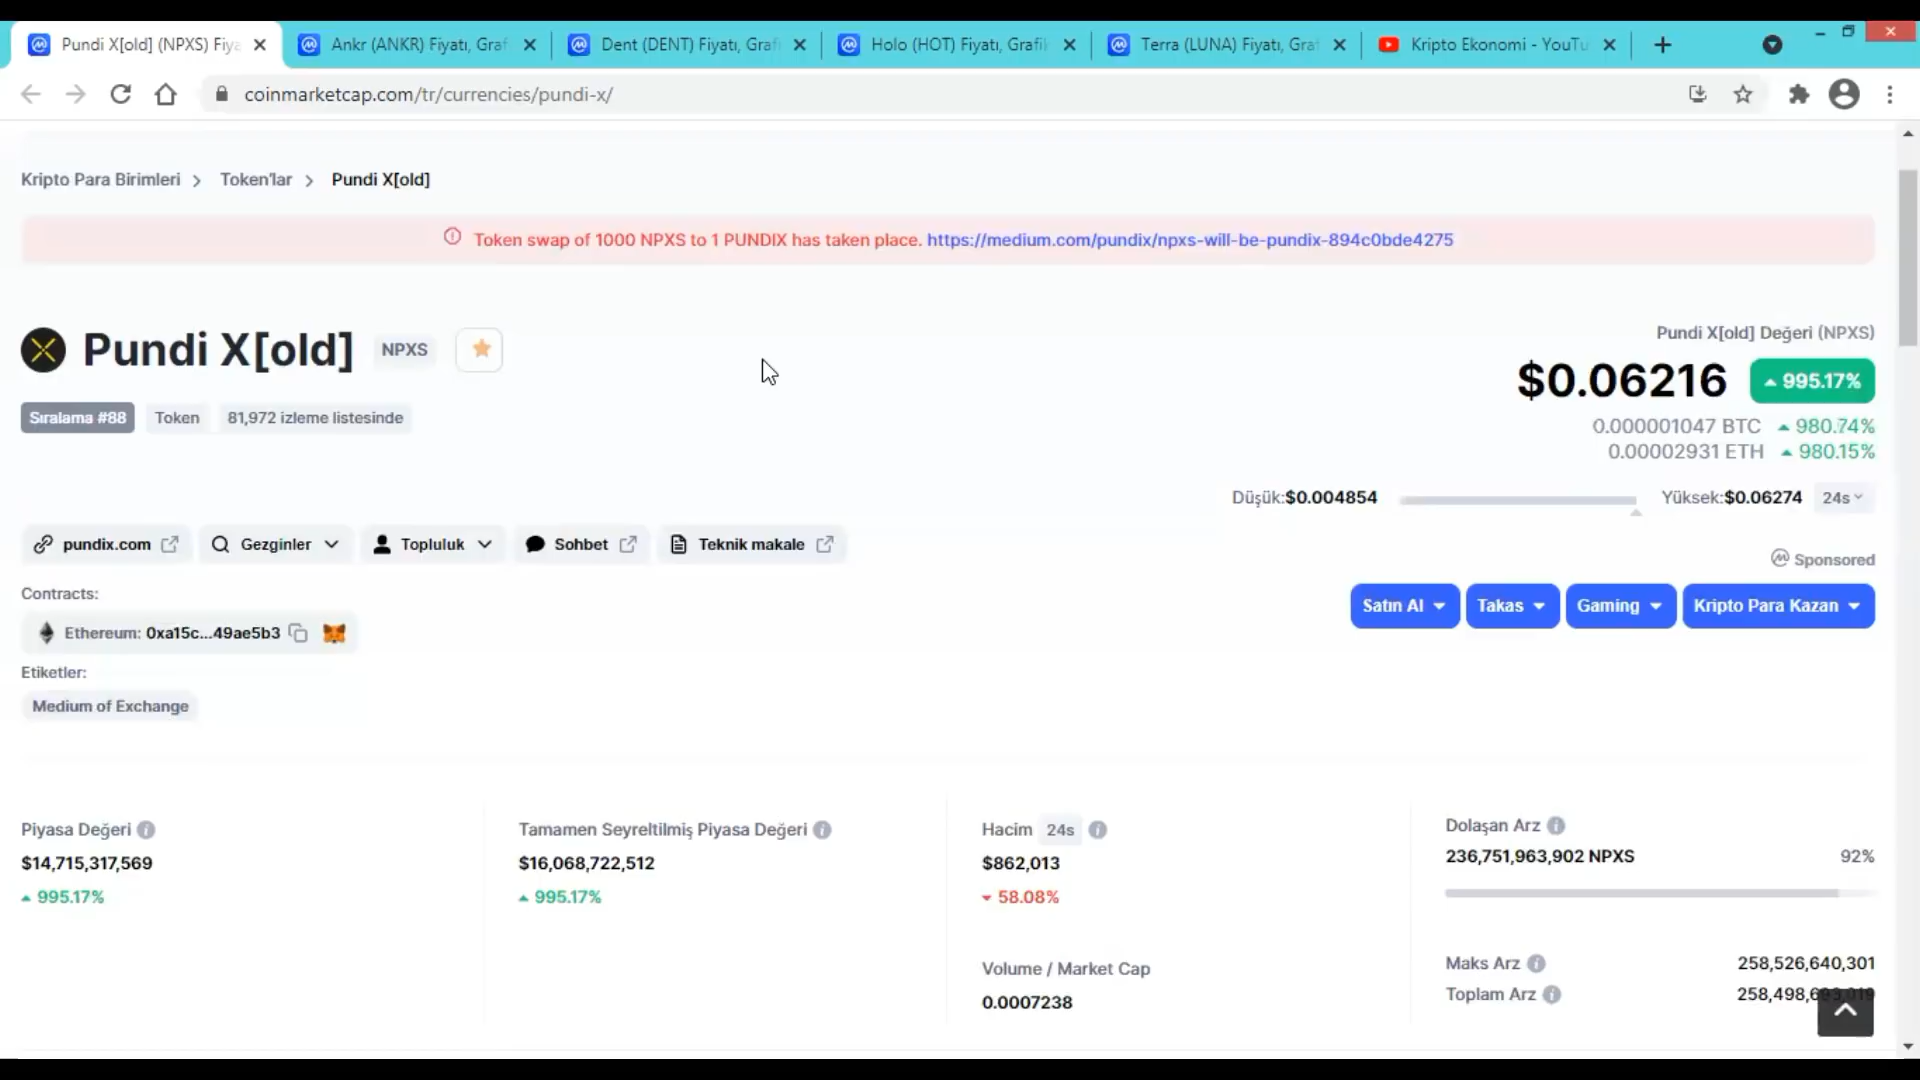 Pundi X[old] (NPXS) Fiya
Ankr (ANKR) Fiyatı, Graf
Dent (DENT) Fiyatı, Grafi
Holo (HOT) Fiyatı, Grafik
Terra (LUNA) Fiyatı, Graf
Kripto Ekonomi - YouTu
coinmarketcap.com/tr/currencies/pundi-x/
Kripto Para Birimleri > Token'lar > Pundi X[old]
Token swap of 1000 NPXS to 1 PUNDIX has taken place. https://medium.com/pundix/npxs-will-be-pundix-894c0bde4275
Pundi X[old] NPXS
Sıralama #88 Token 81,972 izleme listesinde
Pundi X[old] Değeri (NPXS)
$0.06216 995.17%
0.000001047 BTC 980.74%
0.00002931 ETH 980.15%
Düşük:$0.004854 Yüksek:$0.06274 24s
pundix.com Gezginler Topluluk Sohbet Teknik makale
Sponsored
Contracts:
Ethereum: 0xa15c...49ae5b3
Satın Al Takas Gaming Kripto Para Kazan
Etiketler:
Medium of Exchange
Piyasa Değeri
$14,715,317,569
995.17%
Tamamen Seyreltilmiş Piyasa Değeri
$16,068,722,512
995.17%
Hacim 24s
$862,013
58.08%
Volume / Market Cap
0.0007238
Dolaşan Arz
236,751,963,902 NPXS 92%
Maks Arz 258,526,640,301
Toplam Arz